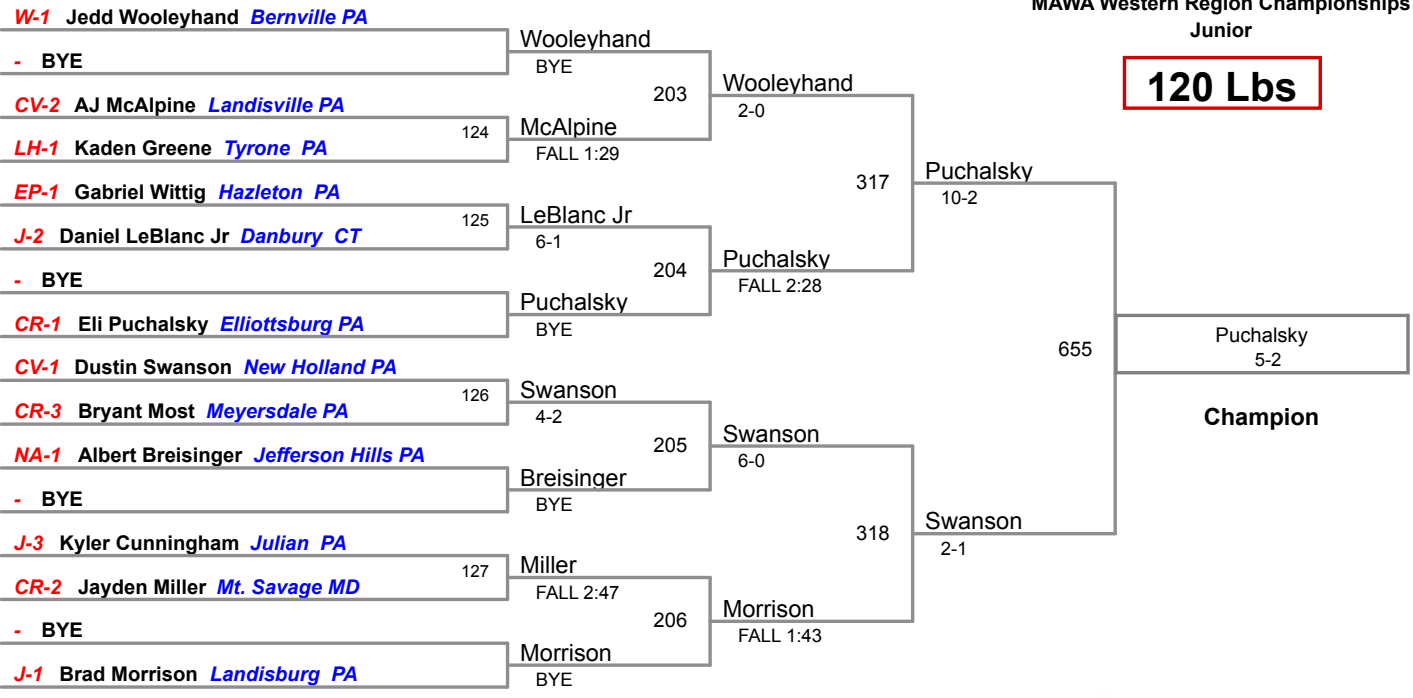 MAWA Western Region Championships
Junior
120 Lbs
W-1 Jedd Wooleyhand Bernville PA
- BYE
CV-2 AJ McAlpine Landisville PA
LH-1 Kaden Greene Tyrone PA
EP-1 Gabriel Wittig Hazleton PA
J-2 Daniel LeBlanc Jr Danbury CT
- BYE
CR-1 Eli Puchalsky Elliottsburg PA
CV-1 Dustin Swanson New Holland PA
CR-3 Bryant Most Meyersdale PA
NA-1 Albert Breisinger Jefferson Hills PA
- BYE
J-3 Kyler Cunningham Julian PA
CR-2 Jayden Miller Mt. Savage MD
- BYE
J-1 Brad Morrison Landisburg PA
124
125
126
127
Wooleyhand
BYE
McAlpine
FALL 1:29
LeBlanc Jr
6-1
Puchalsky
BYE
Swanson
4-2
Breisinger
BYE
Miller
FALL 2:47
Morrison
BYE
203
204
205
206
Wooleyhand
2-0
Puchalsky
FALL 2:28
Swanson
6-0
Morrison
FALL 1:43
317
318
Puchalsky
10-2
Swanson
2-1
655
Puchalsky
5-2
Champion